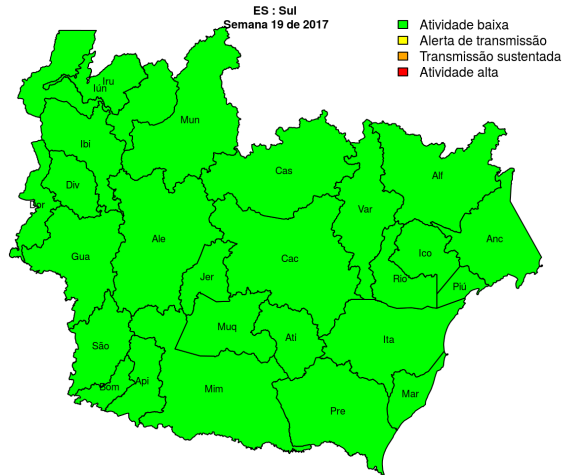 ES : Sul
Semana 19 de 2017
Atividade baixa
Alerta de transmissão
Transmissão sustentada
Atividade alta
Iru
Iún
Mun
Ibi
Cas
Alf
Div
Dor
Var
Ale
Anc
Ico
Gua
Cac
Jer
Rio
Piú
Muq
Ati
Ita
São
Api
Dom
Mim
Mar
Pre